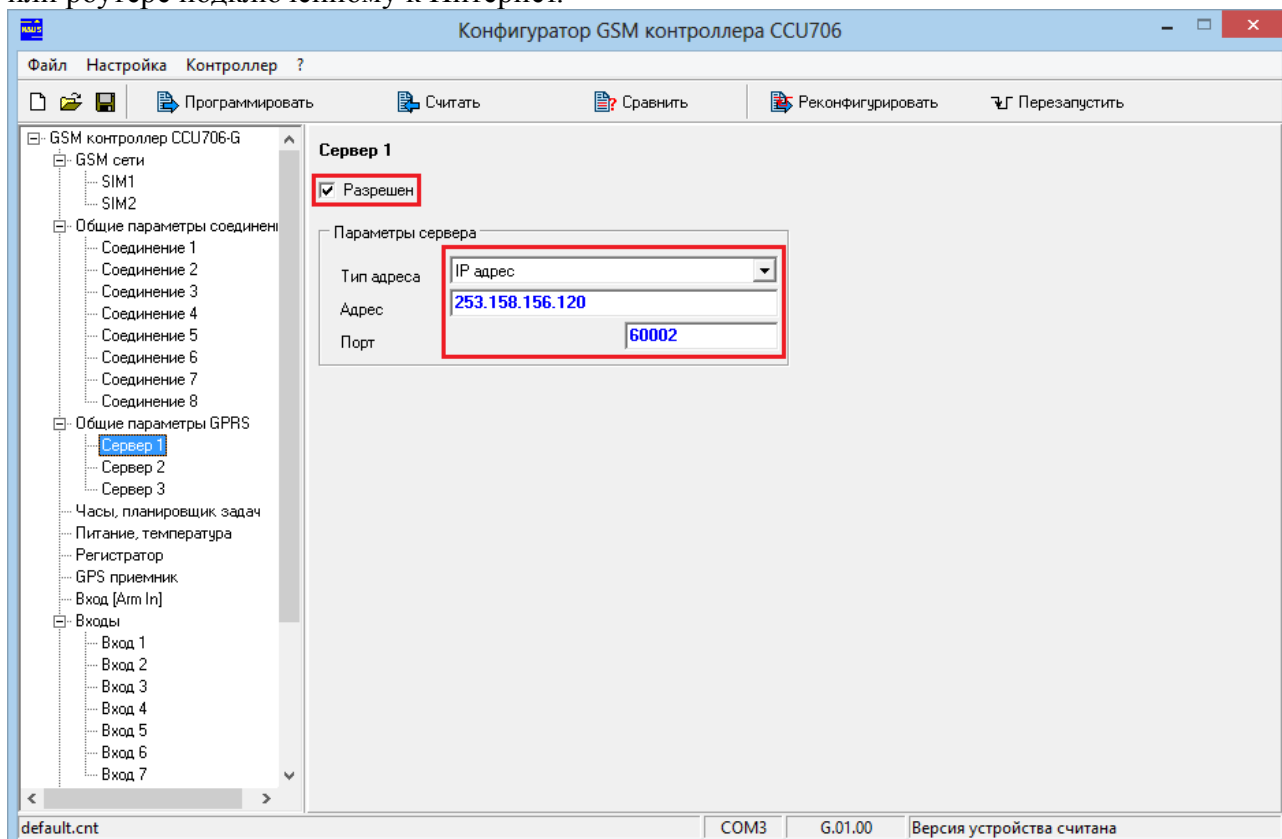 или роутере подключенному к Интернет.
Конфигуратор GSM контроллера CCU706
Файл Настройка Контроллер ?
Программировать Считать Сравнить Реконфигурировать Перезапустить
GSM контроллер CCU706-G
GSM сети
SIM1
SIM2
Общие параметры соединени
Соединение 1
Соединение 2
Соединение 3
Соединение 4
Соединение 5
Соединение 6
Соединение 7
Соединение 8
Общие параметры GPRS
Сервер 1
Сервер 2
Сервер 3
Часы, планировщик задач
Питание, температура
Регистратор
GPS приемник
Вход [Arm In]
Входы
Вход 1
Вход 2
Вход 3
Вход 4
Вход 5
Вход 6
Вход 7
Сервер 1
Разрешен
Параметры сервера
Тип адреса IP адрес
Адрес 253.158.156.120
Порт 60002
default.cnt COM3 G.01.00 Версия устройства считана